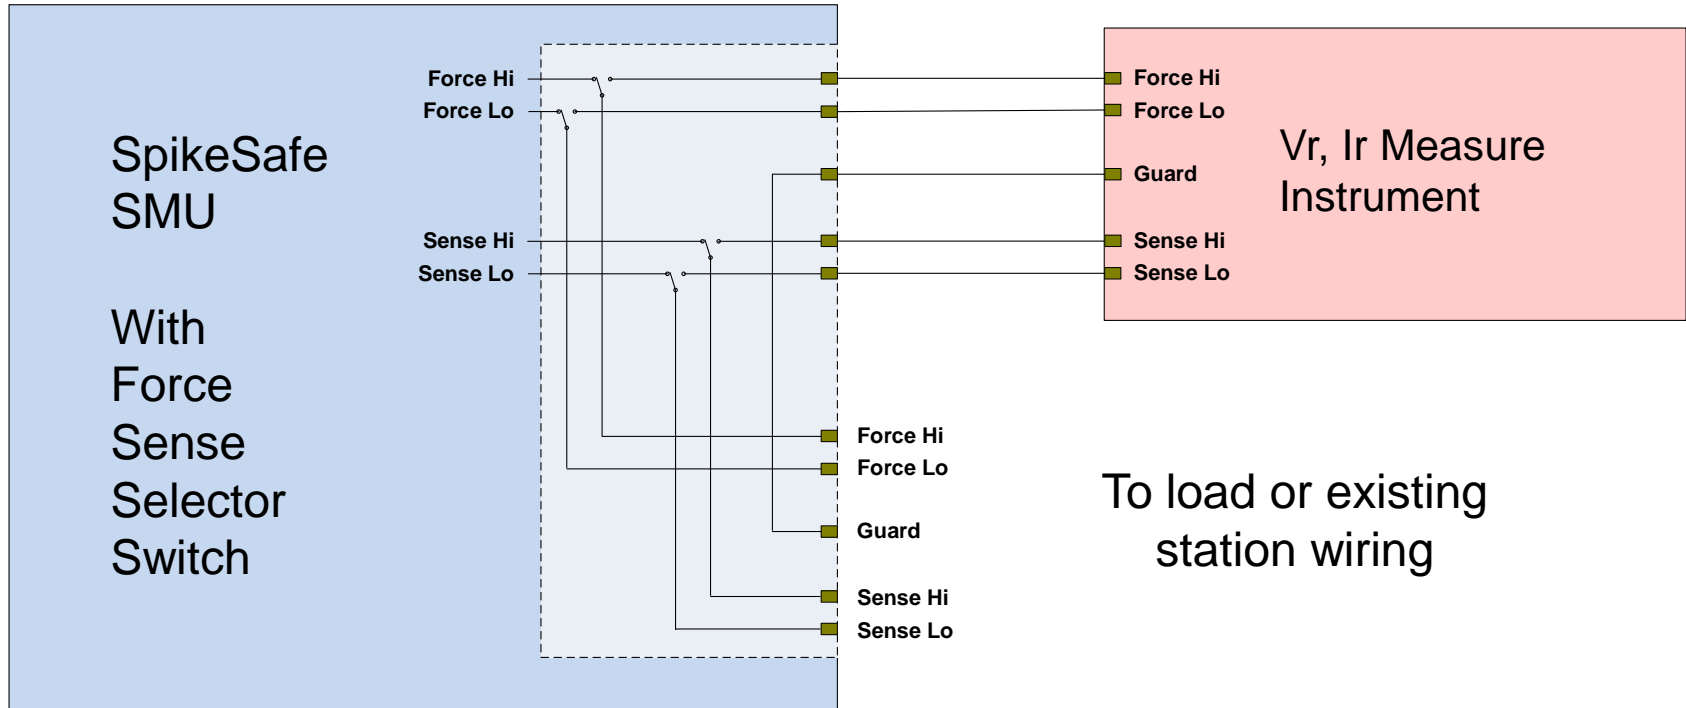 SpikeSafe
SMU
With
Force
Sense
Selector
Switch
Force Hi
Force Lo
Sense Hi
Sense Lo
Force Hi
Force Lo
Guard
Sense Hi
Sense Lo
Vr, Ir Measure
Instrument
Force Hi
Force Lo
Guard
Sense Hi
Sense Lo
To load or existing
station wiring